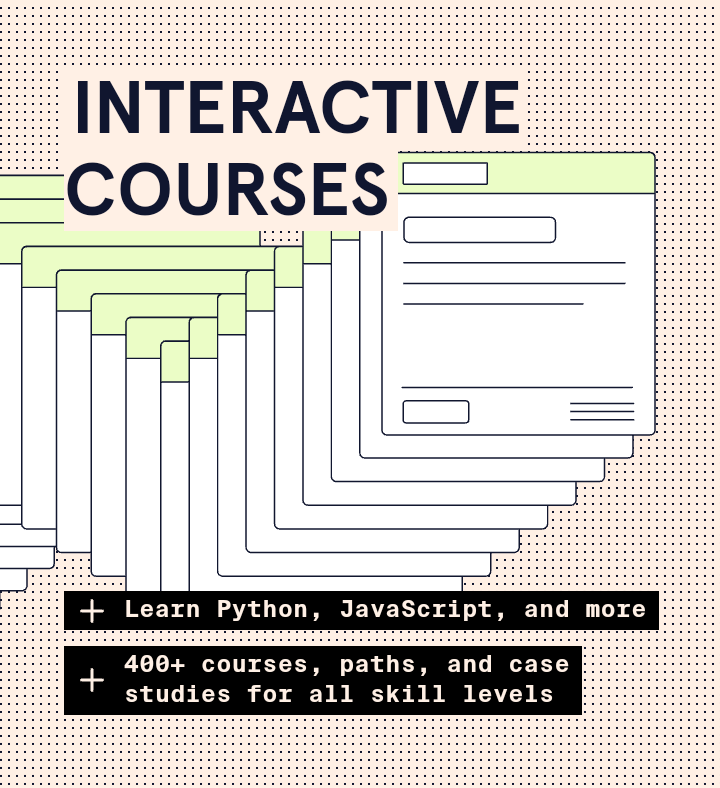 INTERACTIVE
COURSES
Learn Python, JavaScript, and more
400+ courses, paths, and case
studies for all skill levels